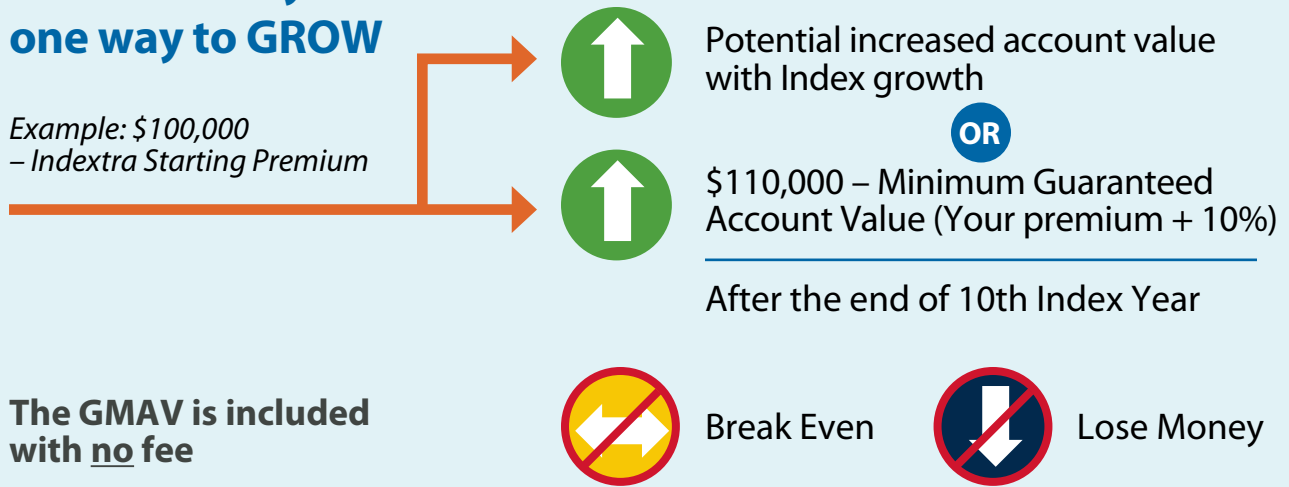 one way to GROW
Example: $100,000
– Indextra Starting Premium
Potential increased account value
with Index growth
OR
$110,000 – Minimum Guaranteed
Account Value (Your premium + 10%)
After the end of 10th Index Year
The GMAV is included
with no fee
Break Even
Lose Money